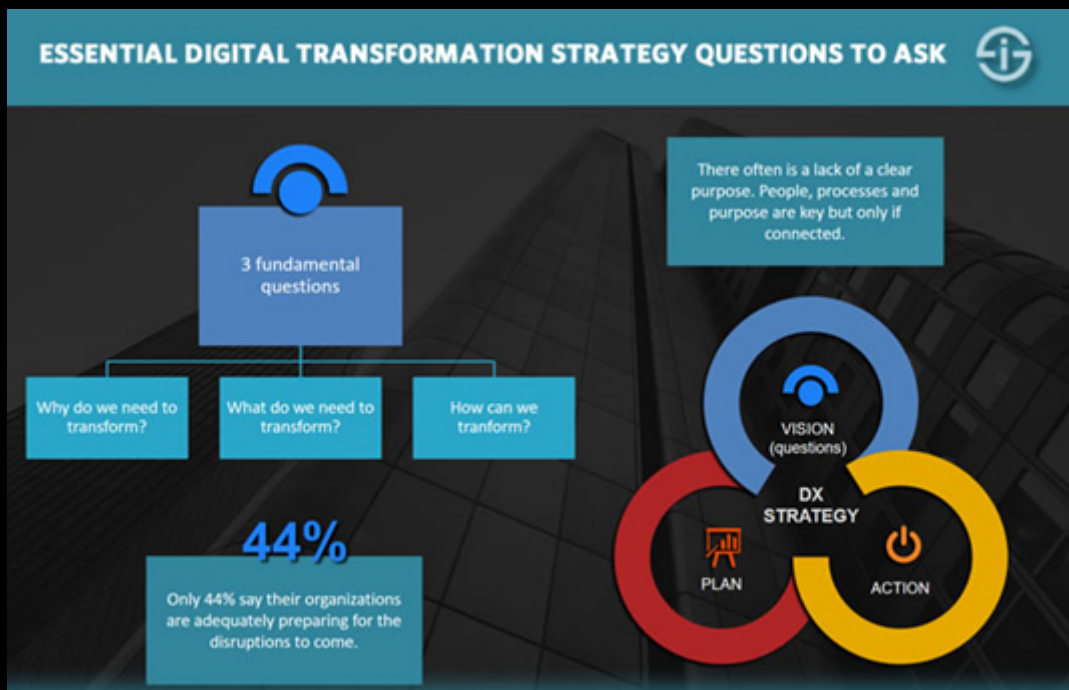 ESSENTIAL DIGITAL TRANSFORMATION STRATEGY QUESTIONS TO ASK
3 fundamental
questions
Why do we need to
transform?
What do we need to
transform?
How can we
tranform?
44%
Only 44% say their organizations
are adequately preparing for the
disruptions to come.
There often is a lack of a clear
purpose. People, processes and
purpose are key but only if
connected.
VISION
(questions)
DX
STRATEGY
PLAN
ACTION